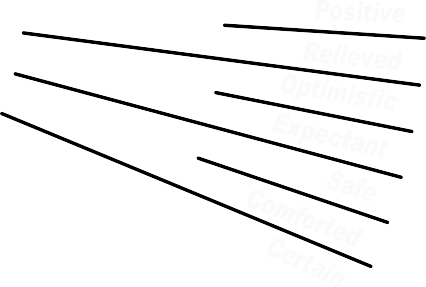 Positive
Relieved
Optimistic
Expectant
Safe
Comforted
Certain